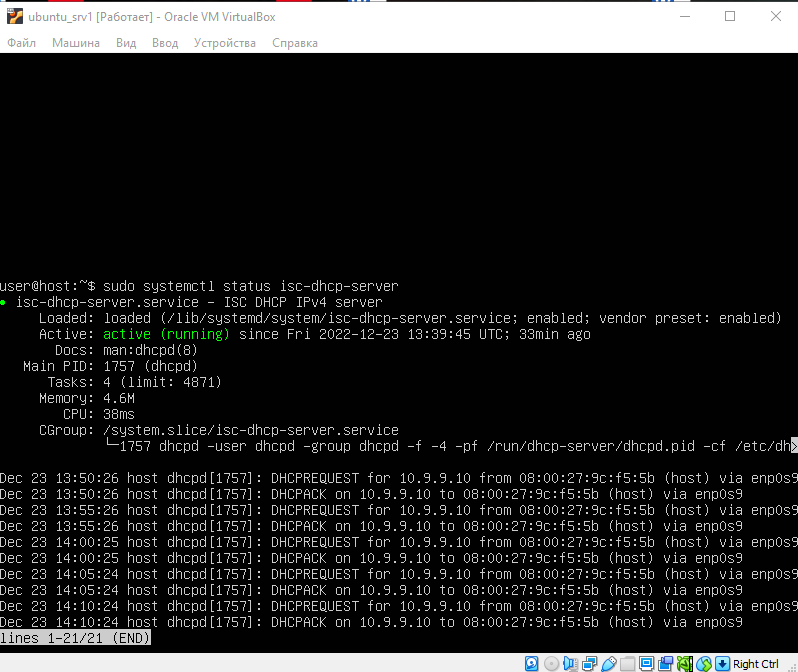 ubuntu_srv1 [Работает] - Oracle VM VirtualBox
Файл Машина Вид Ввод Устройства Справка
user@host:~$ sudo systemctl status isc-dhcp-server
● isc-dhcp-server.service - ISC DHCP IPv4 server
Loaded: loaded (/lib/systemd/system/isc-dhcp-server.service; enabled; vendor preset: enabled)
Active: active (running) since Fri 2022-12-23 13:39:45 UTC; 33min ago
Docs: man:dhcpd(8)
Main PID: 1757 (dhcpd)
Tasks: 4 (limit: 4871)
Memory: 4.6M
CPU: 38ms
CGroup: /system.slice/isc-dhcp-server.service
└─1757 dhcpd -user dhcpd -group dhcpd -f -4 -pf /run/dhcp-server/dhcpd.pid -cf /etc/dh>
Dec 23 13:50:26 host dhcpd[1757]: DHCPREQUEST for 10.9.9.10 from 08:00:27:9c:f5:5b (host) via enp0s9
Dec 23 13:50:26 host dhcpd[1757]: DHCPACK on 10.9.9.10 to 08:00:27:9c:f5:5b (host) via enp0s9
Dec 23 13:55:26 host dhcpd[1757]: DHCPREQUEST for 10.9.9.10 from 08:00:27:9c:f5:5b (host) via enp0s9
Dec 23 13:55:26 host dhcpd[1757]: DHCPACK on 10.9.9.10 to 08:00:27:9c:f5:5b (host) via enp0s9
Dec 23 14:00:25 host dhcpd[1757]: DHCPREQUEST for 10.9.9.10 from 08:00:27:9c:f5:5b (host) via enp0s9
Dec 23 14:00:25 host dhcpd[1757]: DHCPACK on 10.9.9.10 to 08:00:27:9c:f5:5b (host) via enp0s9
Dec 23 14:05:24 host dhcpd[1757]: DHCPREQUEST for 10.9.9.10 from 08:00:27:9c:f5:5b (host) via enp0s9
Dec 23 14:05:24 host dhcpd[1757]: DHCPACK on 10.9.9.10 to 08:00:27:9c:f5:5b (host) via enp0s9
Dec 23 14:10:24 host dhcpd[1757]: DHCPREQUEST for 10.9.9.10 from 08:00:27:9c:f5:5b (host) via enp0s9
Dec 23 14:10:24 host dhcpd[1757]: DHCPACK on 10.9.9.10 to 08:00:27:9c:f5:5b (host) via enp0s9
lines 1-21/21 (END)
Right Ctrl